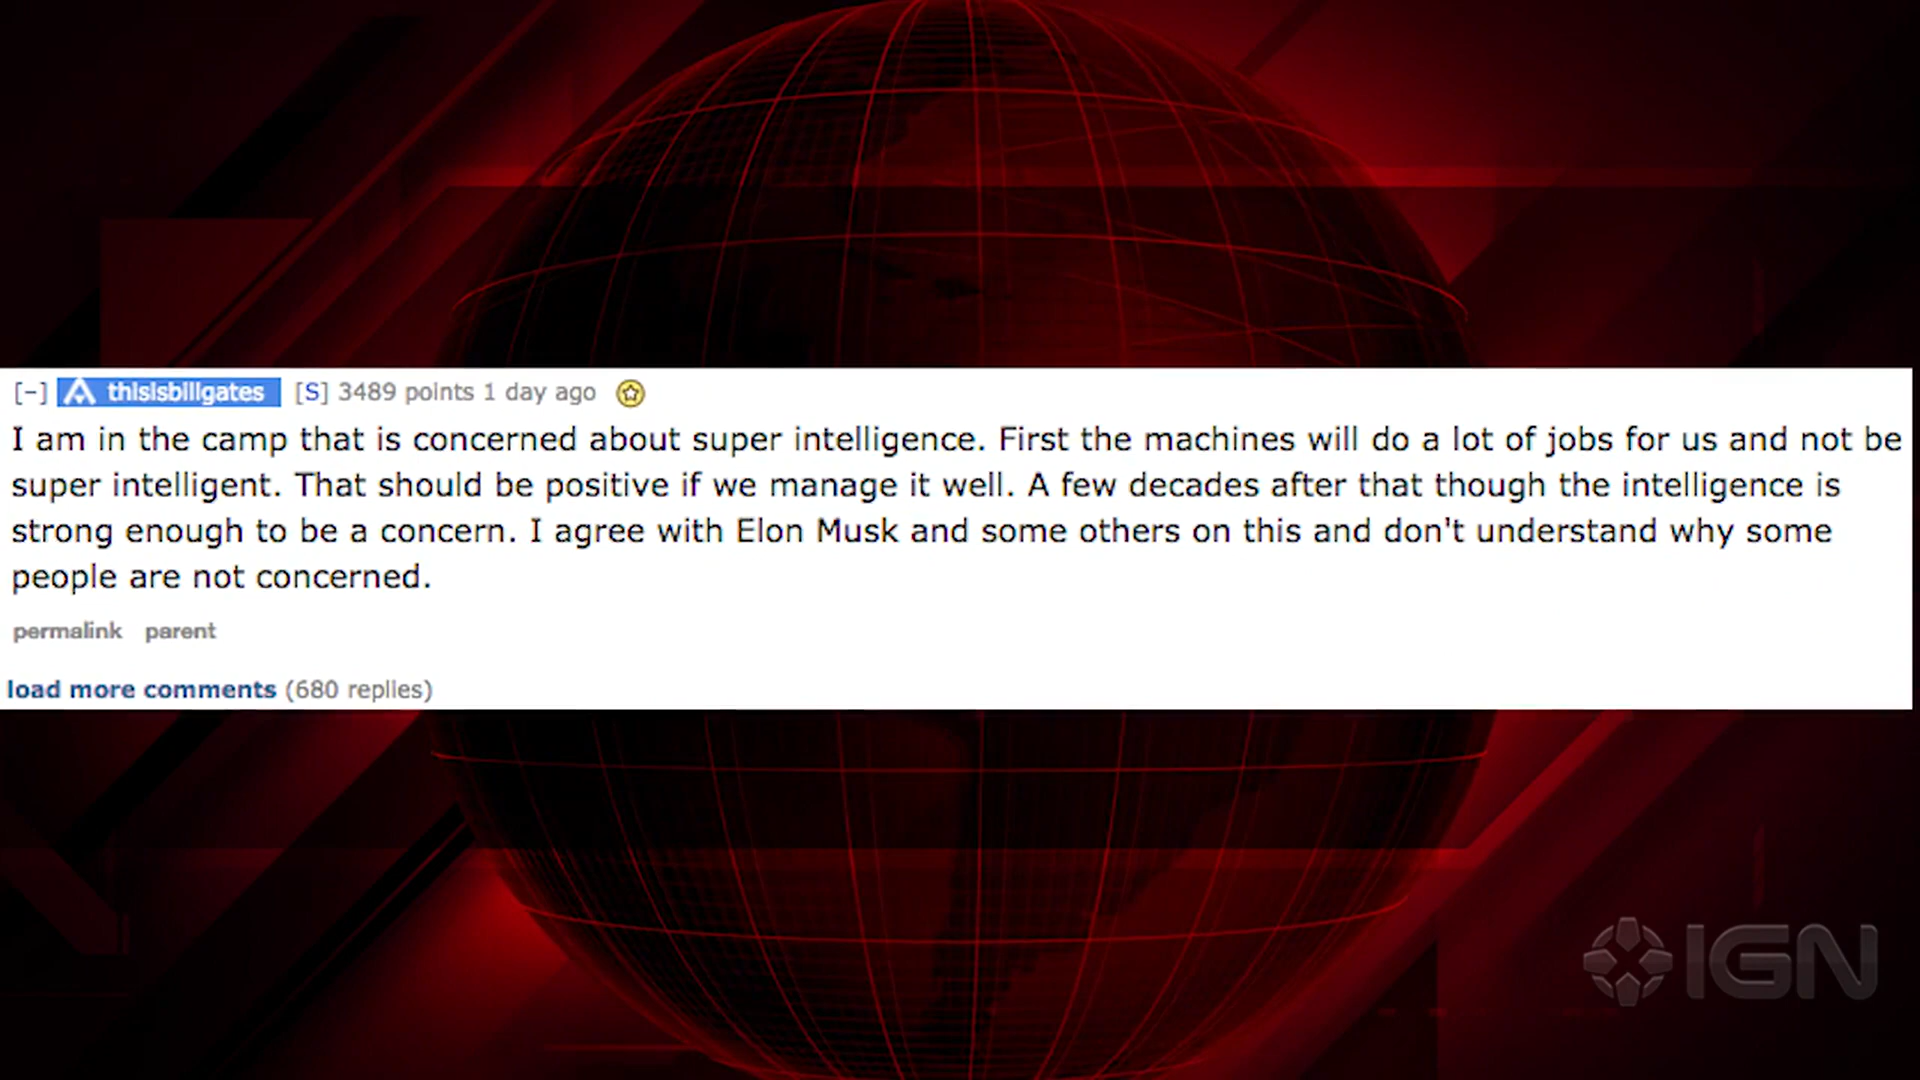 [-] thisisbillgates [S] 3489 points 1 day ago
I am in the camp that is concerned about super intelligence. First the machines will do a lot of jobs for us and not be
super intelligent. That should be positive if we manage it well. A few decades after that though the intelligence is
strong enough to be a concern. I agree with Elon Musk and some others on this and don't understand why some
people are not concerned.
permalink parent
load more comments (680 replies)
IGN